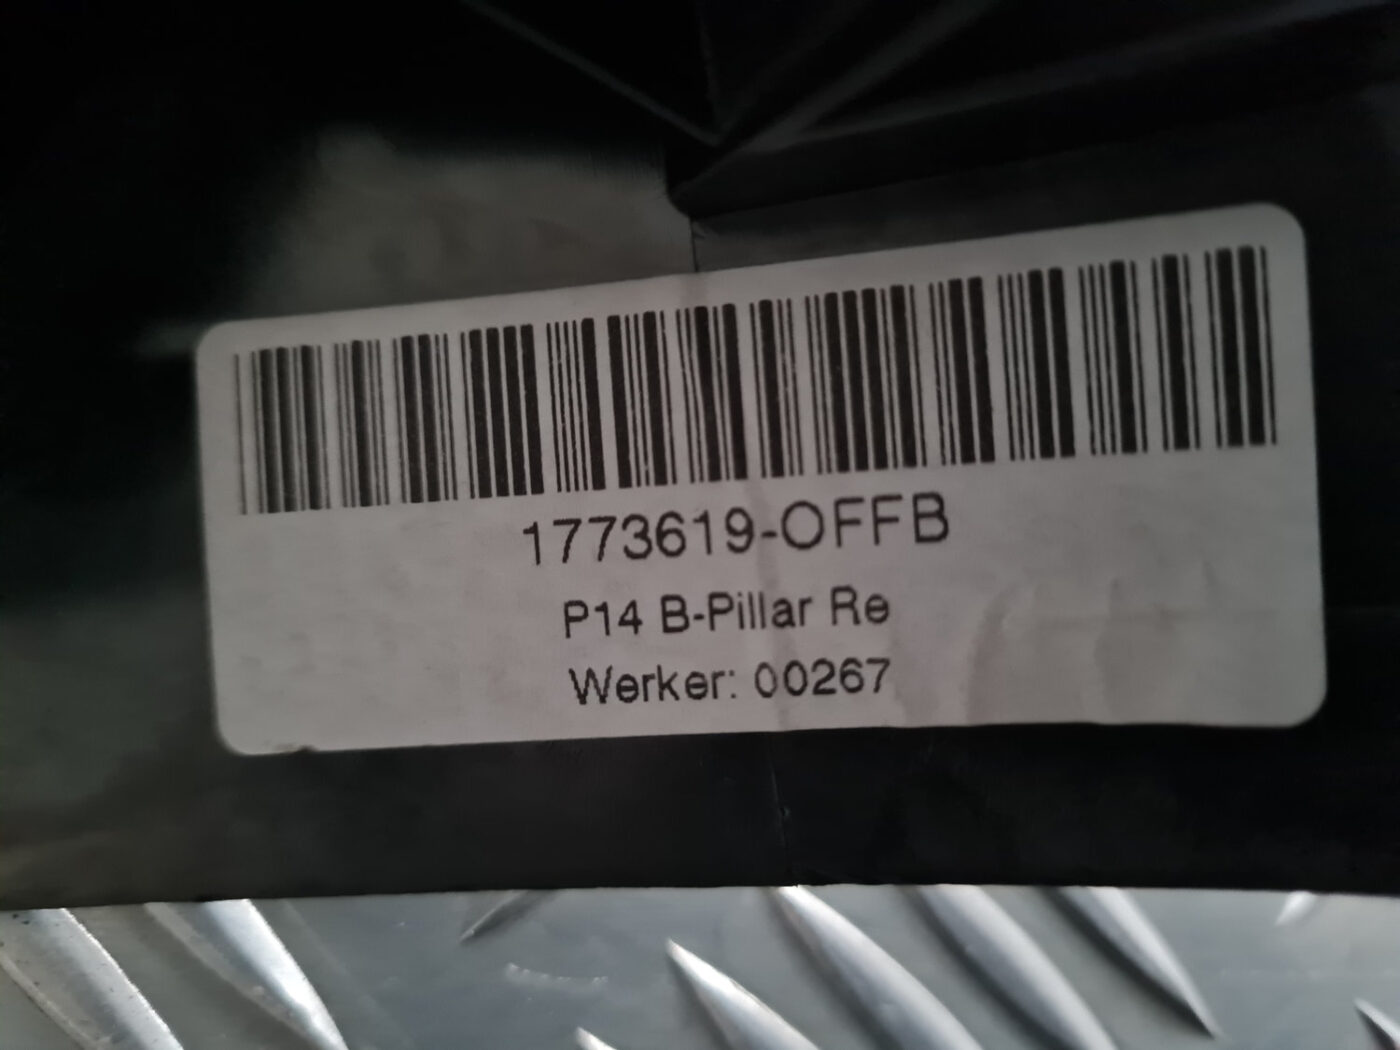 1773619-OFFB
P14 B-Pillar Re
Werker: 00267